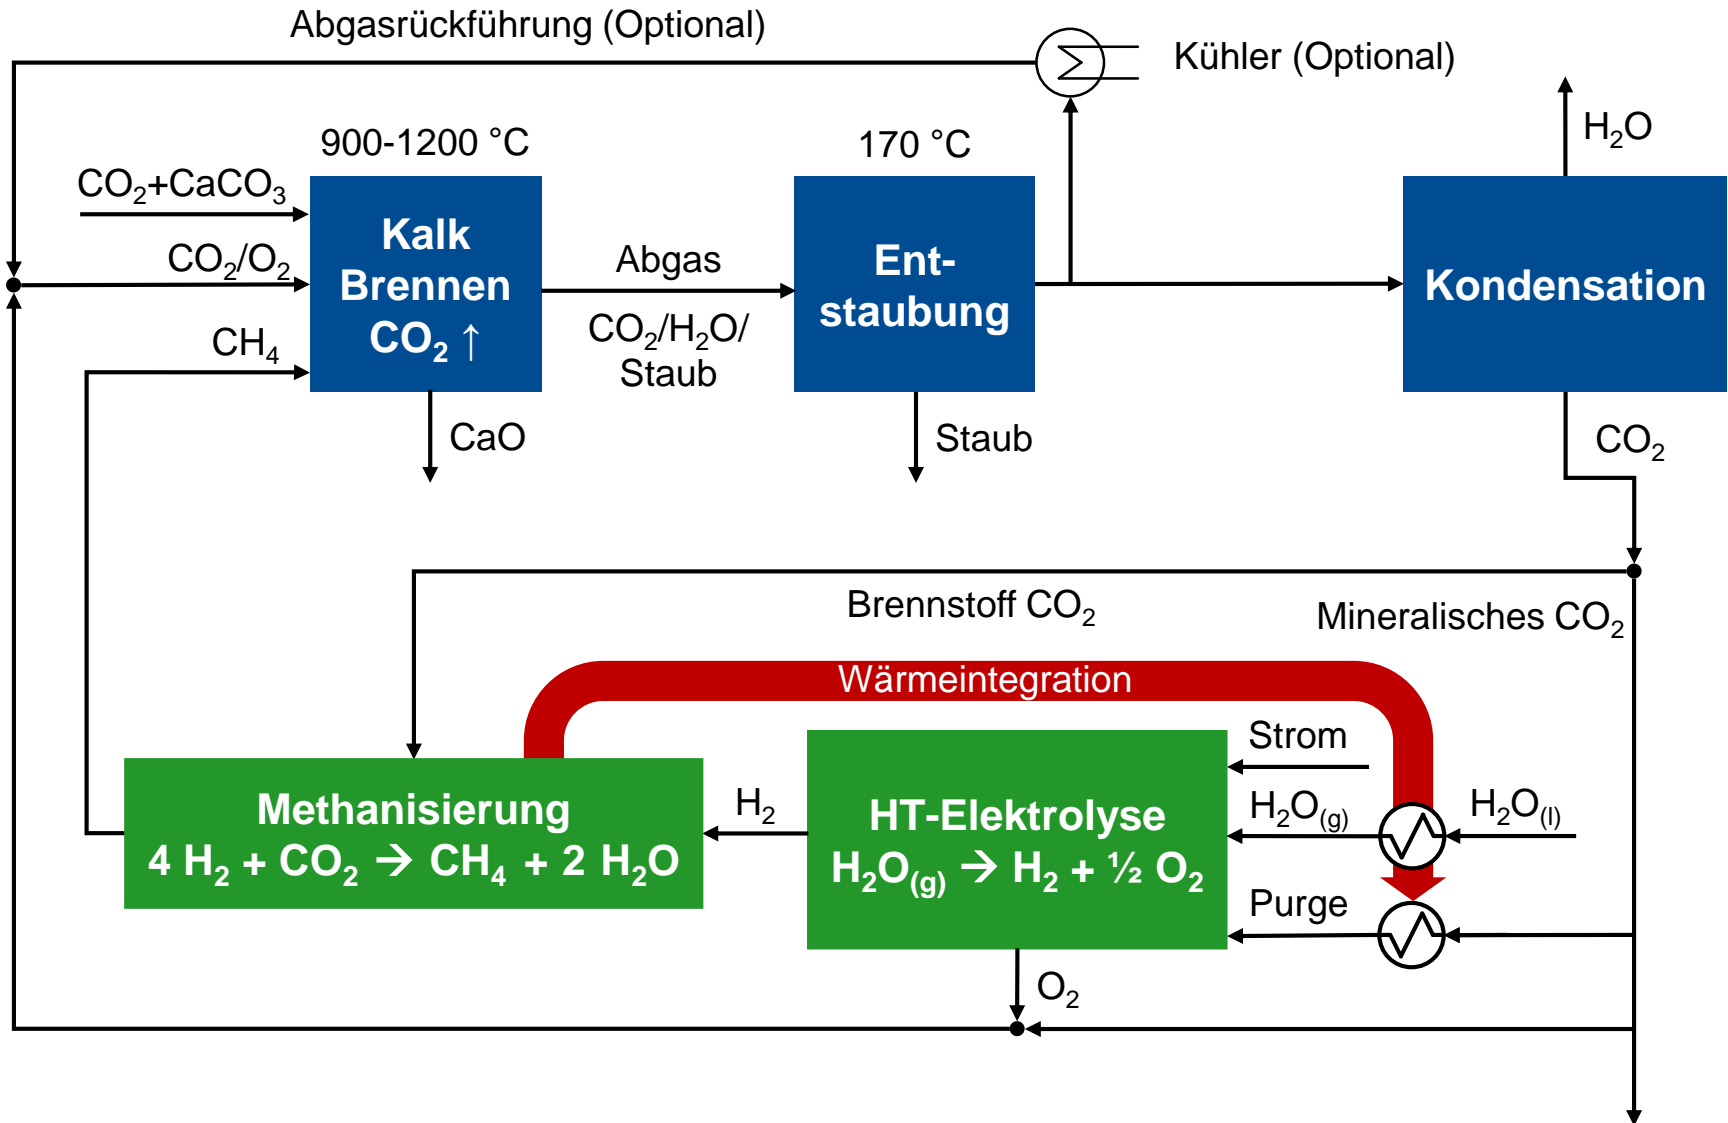 Abgasrückführung (Optional)
Kühler (Optional)
H₂O
900-1200 °C
170 °C
CO₂+CaCO₃
CO₂/O₂
CH₄
Kalk
Brennen
CO₂ ↑
Abgas
CO₂/H₂O/
Staub
Ent-
staubung
Kondensation
CaO
Staub
CO₂
Brennstoff CO₂
Mineralisches CO₂
Wärmeintegration
Methanisierung
4 H₂ + CO₂ → CH₄ + 2 H₂O
H₂
HT-Elektrolyse
H₂O₍g₎ → H₂ + ½ O₂
Strom
H₂O₍g₎
H₂O₍l₎
Purge
O₂